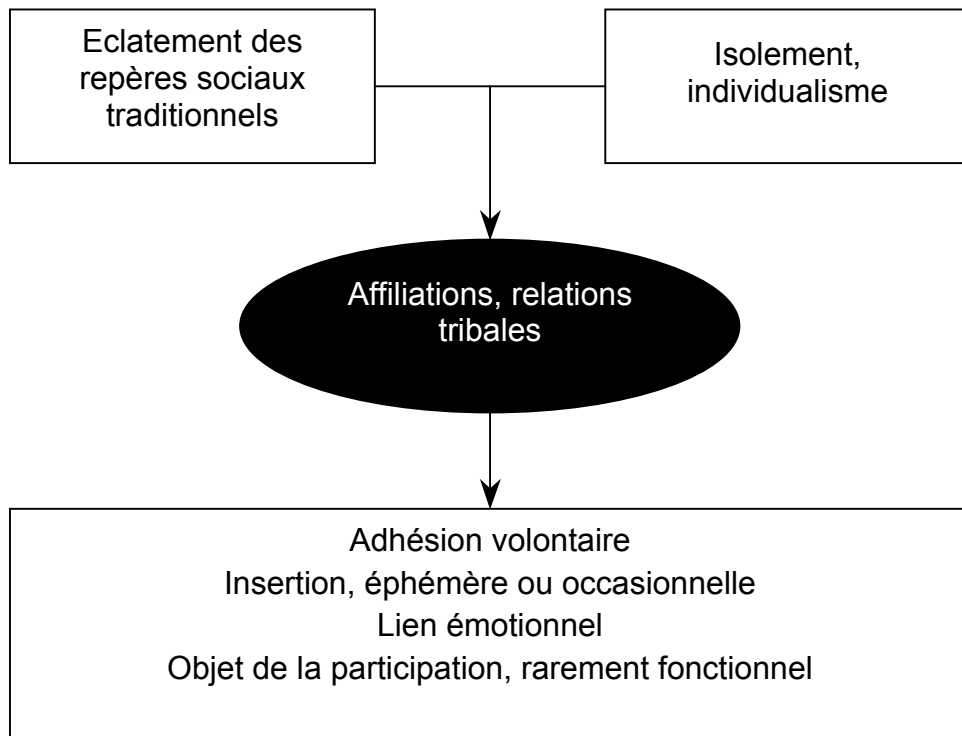 Eclatement des
repères sociaux
traditionnels
Isolement,
individualisme
Affiliations, relations
tribales
Adhésion volontaire
Insertion, éphémère ou occasionnelle
Lien émotionnel
Objet de la participation, rarement fonctionnel